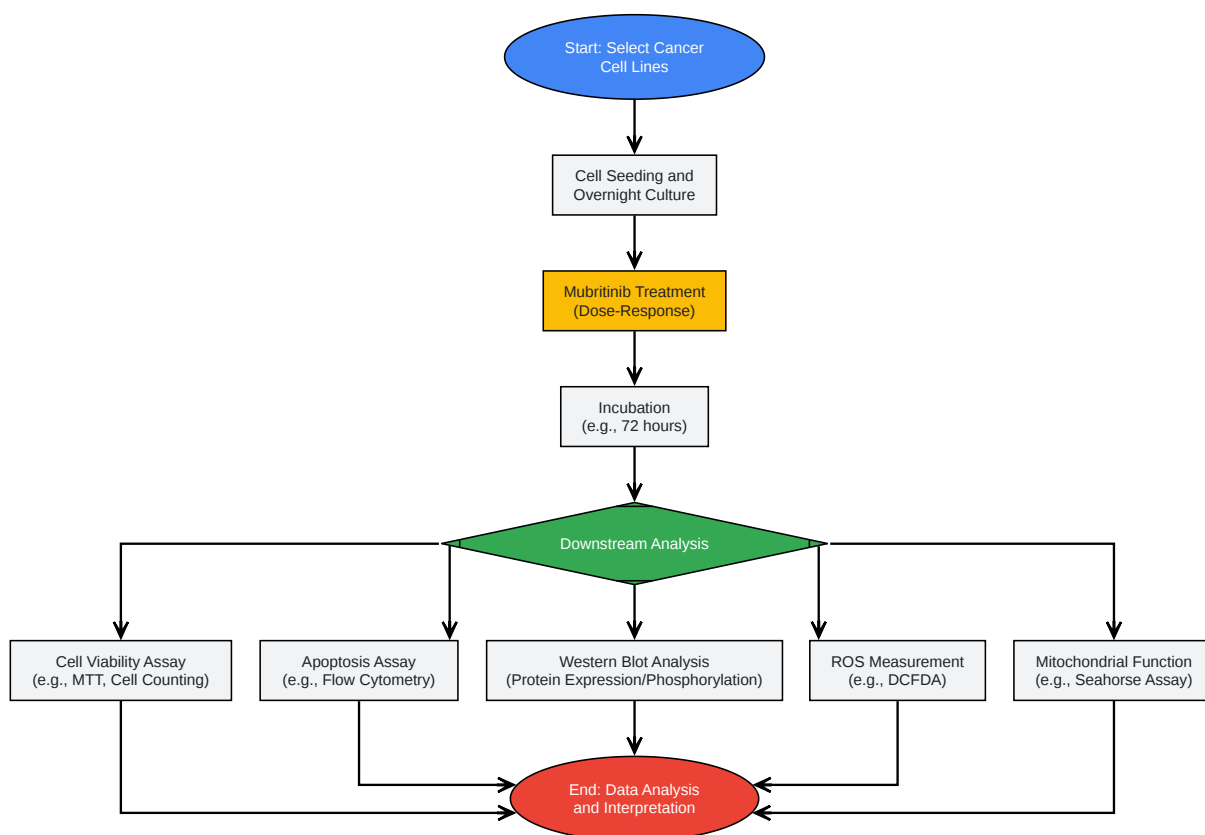 Start: Select Cancer
Cell Lines
Cell Seeding and
Overnight Culture
Mubritinib Treatment
(Dose-Response)
Incubation
(e.g., 72 hours)
Downstream Analysis
Cell Viability Assay
(e.g., MTT, Cell Counting)
Apoptosis Assay
(e.g., Flow Cytometry)
Western Blot Analysis
(Protein Expression/Phosphorylation)
ROS Measurement
(e.g., DCFDA)
Mitochondrial Function
(e.g., Seahorse Assay)
End: Data Analysis
and Interpretation